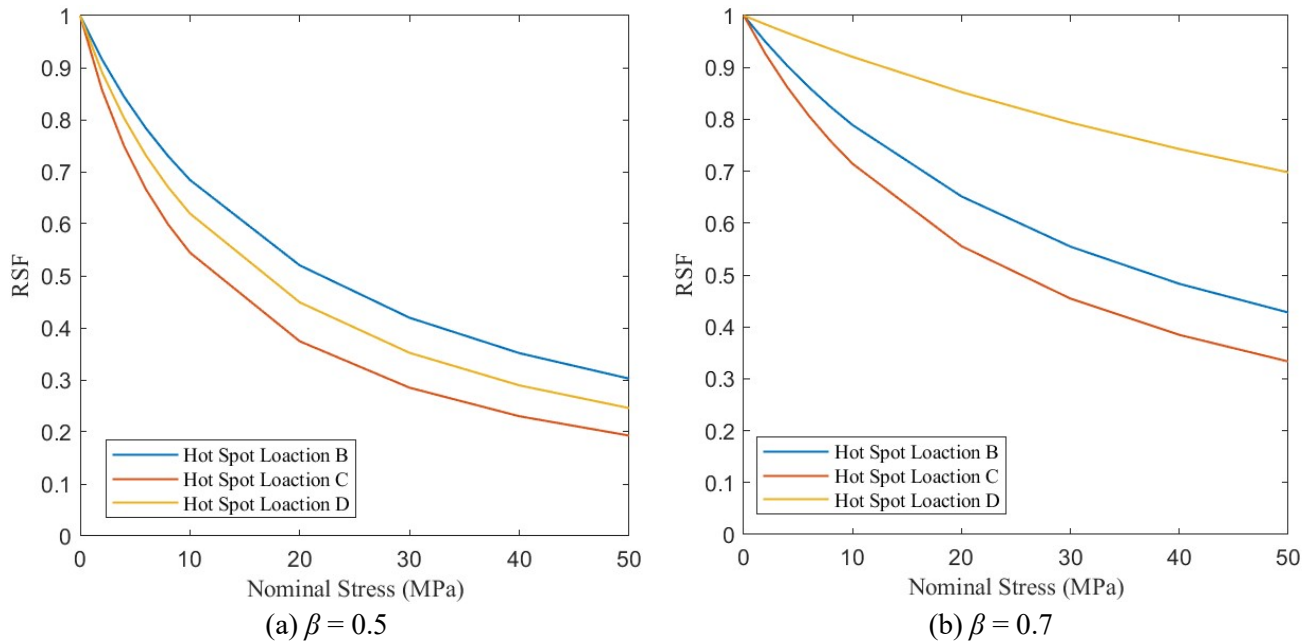 1
0.9
0.8
0.7
0.6
0.5
0.4
0.3
0.2
0.1
0
RSF
Hot Spot Loaction B
Hot Spot Loaction C
Hot Spot Loaction D
0 10 20 30 40 50
Nominal Stress (MPa)
(a) β = 0.5
1
0.9
0.8
0.7
0.6
0.5
0.4
0.3
0.2
0.1
0
RSF
Hot Spot Loaction B
Hot Spot Loaction C
Hot Spot Loaction D
0 10 20 30 40 50
Nominal Stress (MPa)
(b) β = 0.7